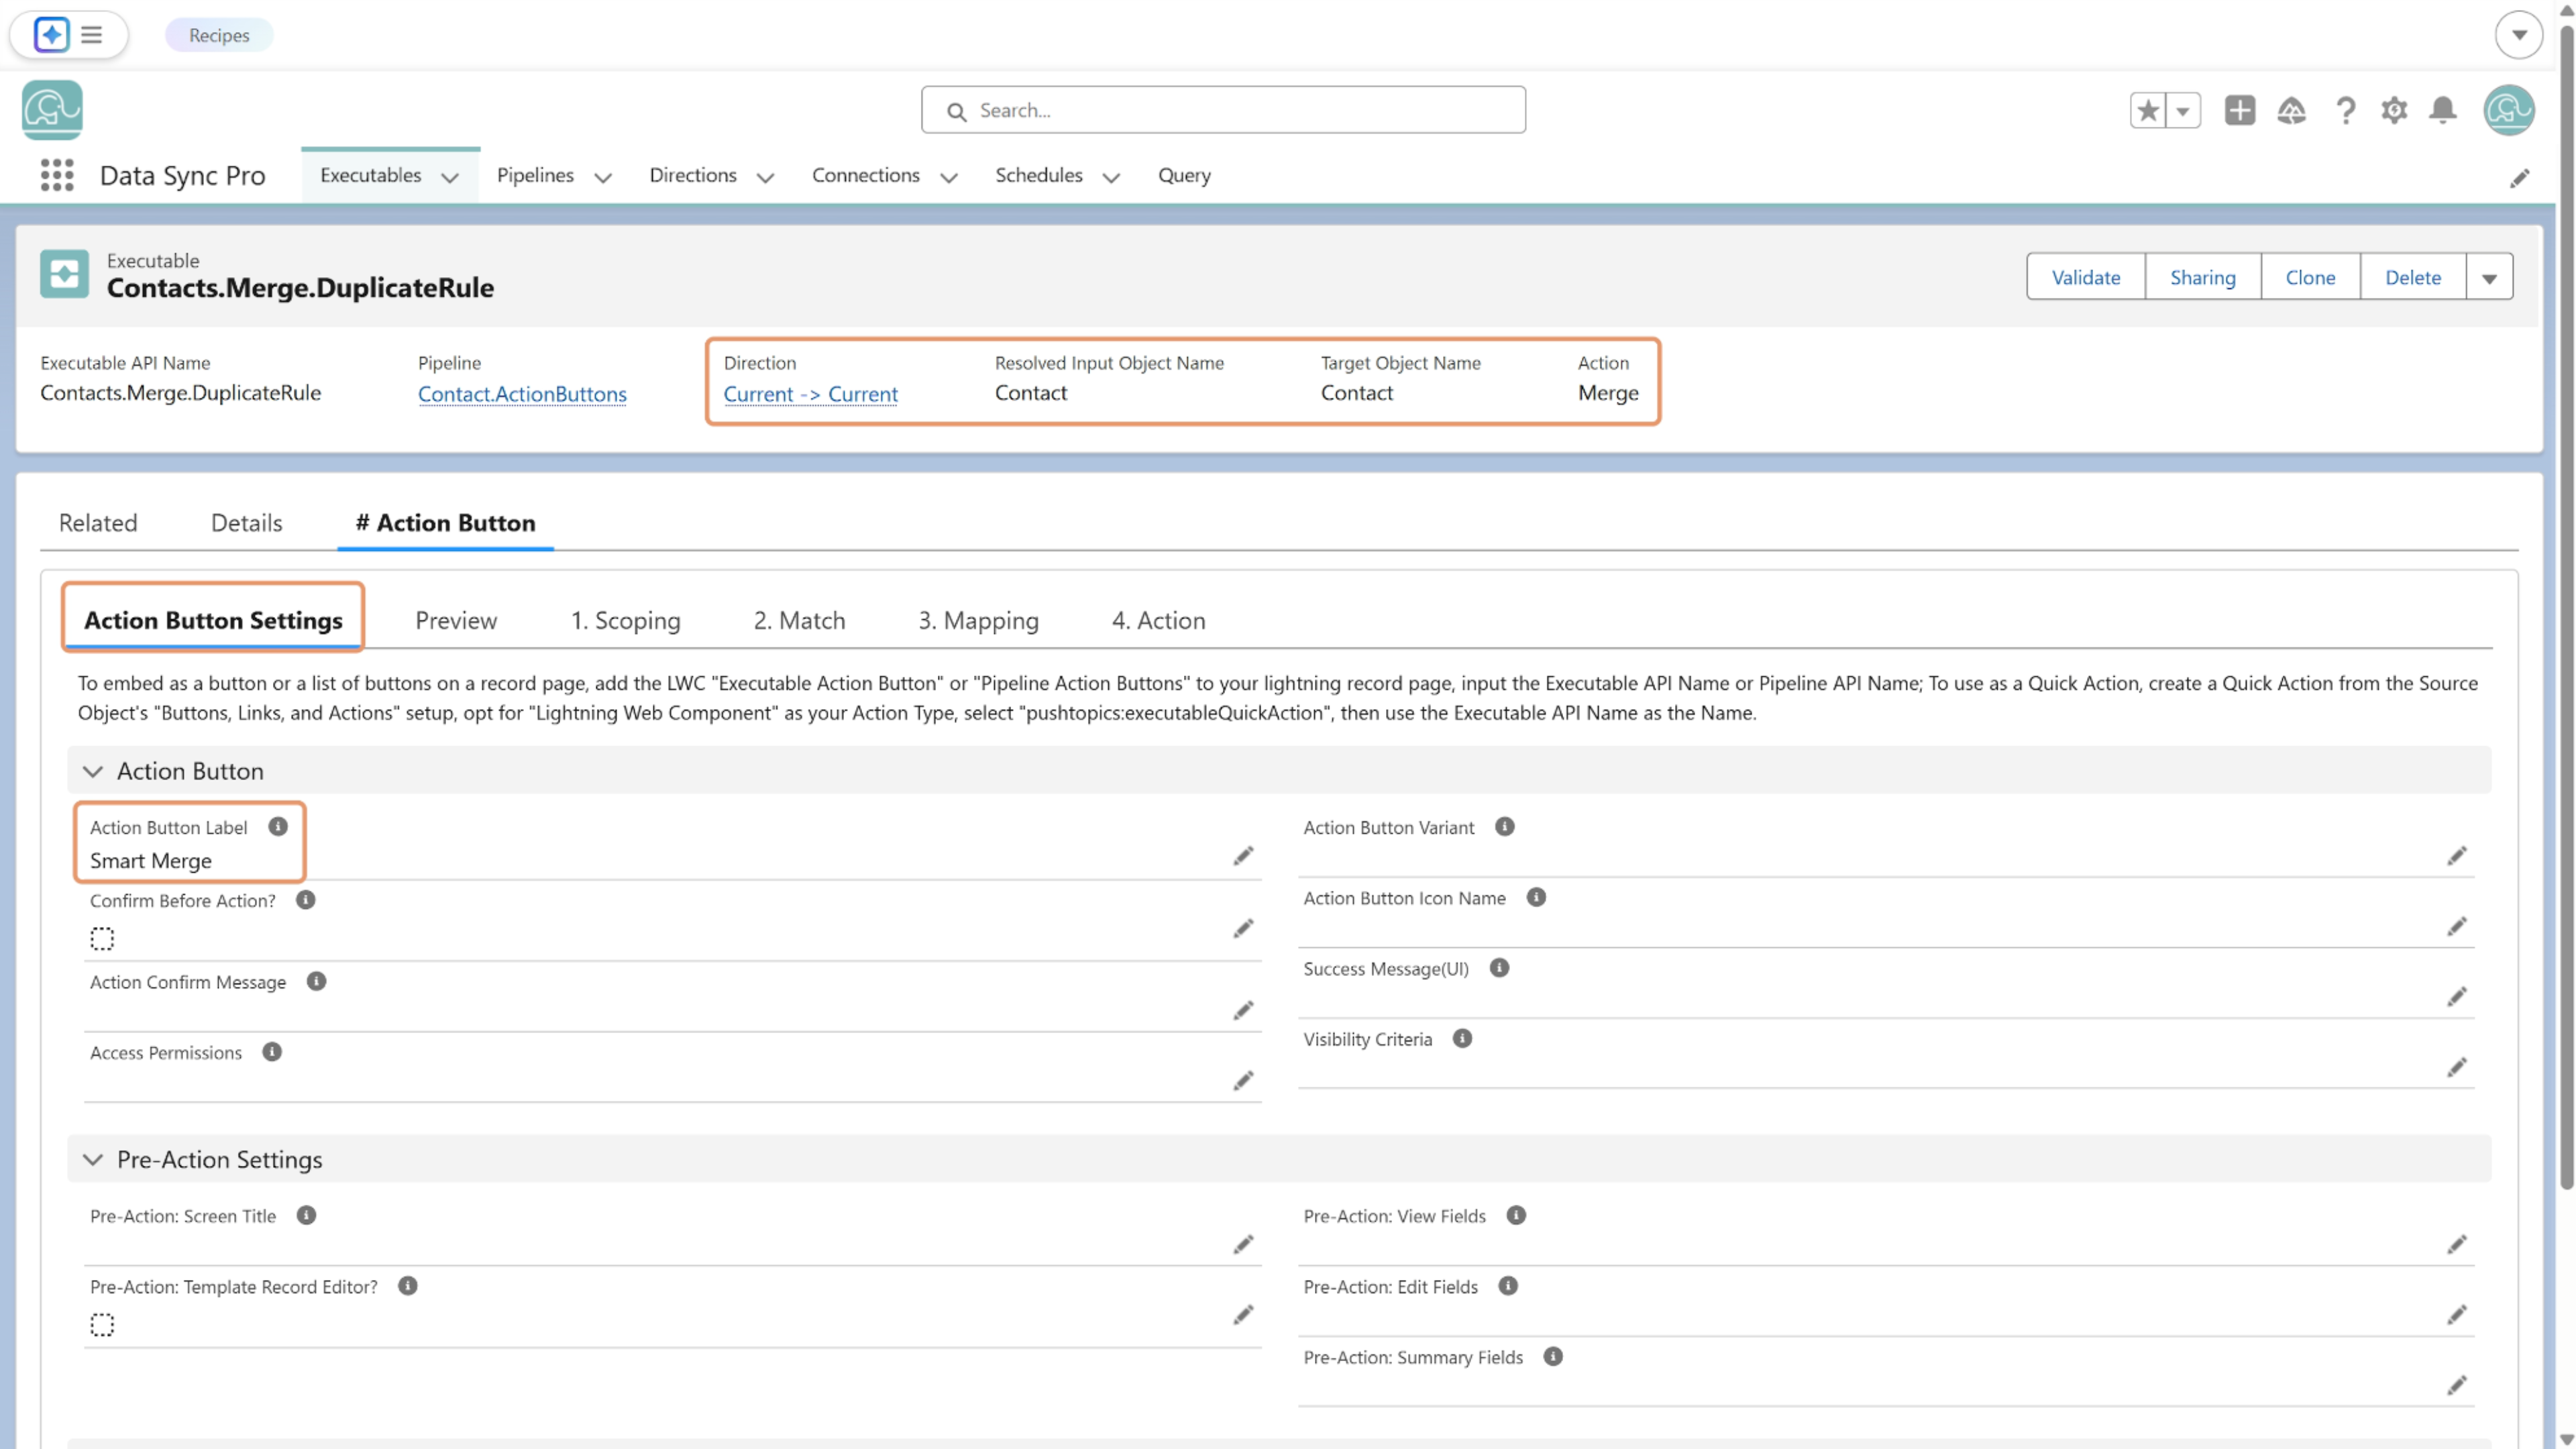 Recipes
Search...
Data Sync Pro
Executables
Pipelines
Directions
Connections
Schedules
Query
Executable
Contacts.Merge.DuplicateRule
Validate
Sharing
Clone
Delete
Executable API Name
Contacts.Merge.DuplicateRule
Pipeline
Contact.ActionButtons
Direction
Current -> Current
Resolved Input Object Name
Contact
Target Object Name
Contact
Action
Merge
Related
Details
# Action Button
Action Button Settings
Preview
1. Scoping
2. Match
3. Mapping
4. Action
To embed as a button or a list of buttons on a record page, add the LWC "Executable Action Button" or "Pipeline Action Buttons" to your lightning record page, input the Executable API Name or Pipeline API Name; To use as a Quick Action, create a Quick Action from the Source
Object's "Buttons, Links, and Actions" setup, opt for "Lightning Web Component" as your Action Type, select "pushtopics:executableQuickAction", then use the Executable API Name as the Name.
Action Button
Action Button Label
Smart Merge
Action Button Variant
Confirm Before Action?
Action Button Icon Name
Action Confirm Message
Success Message(UI)
Access Permissions
Visibility Criteria
Pre-Action Settings
Pre-Action: Screen Title
Pre-Action: View Fields
Pre-Action: Template Record Editor?
Pre-Action: Edit Fields
Pre-Action: Summary Fields